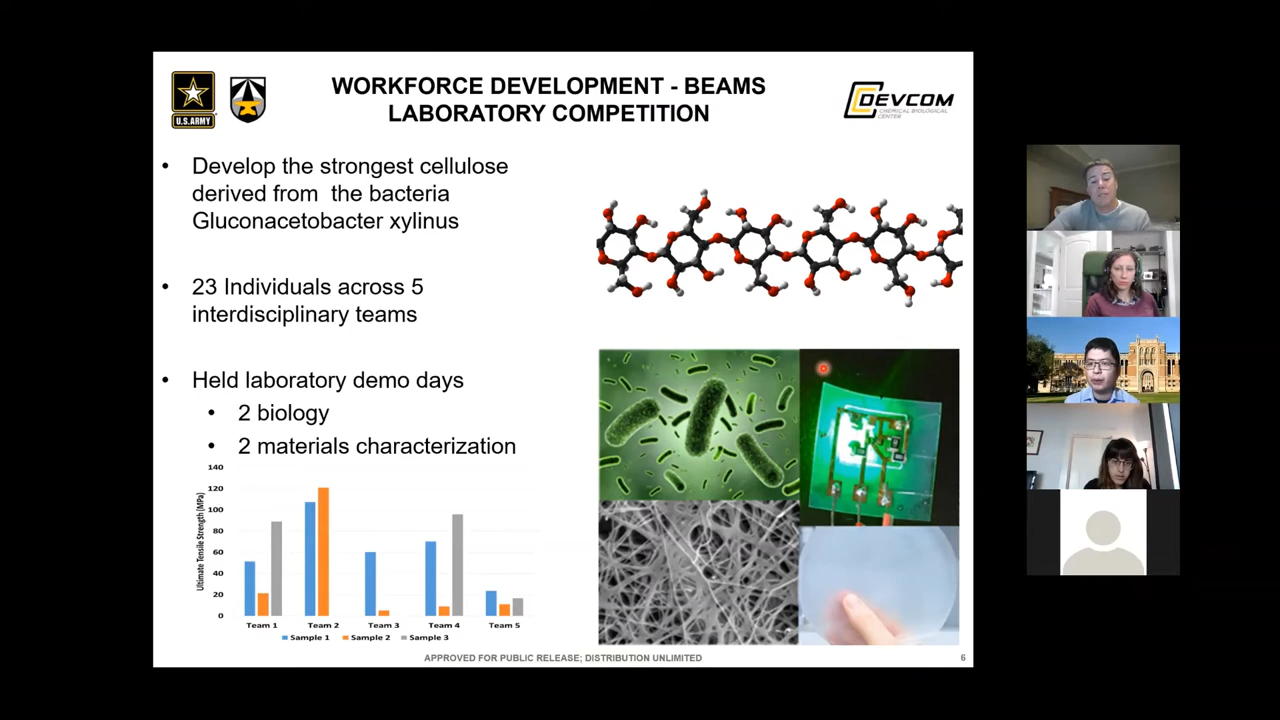 WORKFORCE DEVELOPMENT - BEAMS
LABORATORY COMPETITION
U.S.ARMY
DEVCOM
CHEMICAL BIOLOGICAL
CENTER
• Develop the strongest cellulose
derived from the bacteria
Gluconacetobacter xylinus
• 23 Individuals across 5
interdisciplinary teams
• Held laboratory demo days
• 2 biology
• 2 materials characterization
Ultimate Tensile Strength (MPa)
140
120
100
80
60
40
20
0
Team 1 Team 2 Team 3 Team 4 Team 5
Sample 1 Sample 2 Sample 3
APPROVED FOR PUBLIC RELEASE; DISTRIBUTION UNLIMITED
6